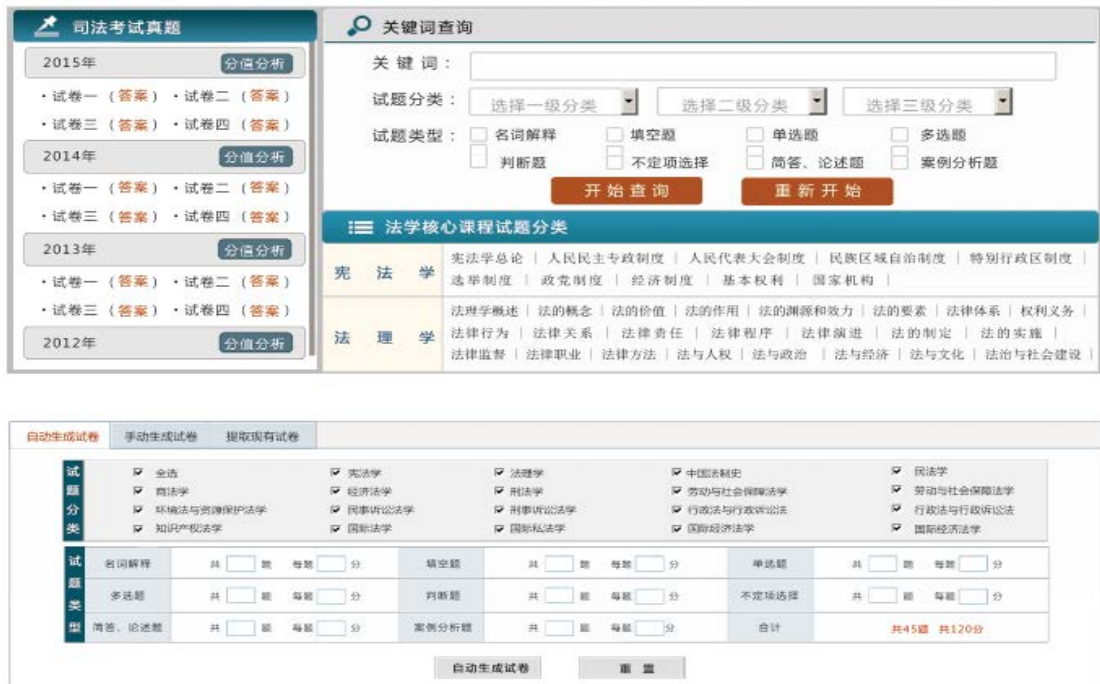 司法考试真题
2015年 分值分析
·试卷一（答案）·试卷二（答案）
·试卷三（答案）·试卷四（答案）
2014年 分值分析
·试卷一（答案）·试卷二（答案）
·试卷三（答案）·试卷四（答案）
2013年 分值分析
·试卷一（答案）·试卷二（答案）
·试卷三（答案）·试卷四（答案）
2012年 分值分析
关键词查询
关键词：
试题分类： 选择一级分类 选择二级分类 选择三级分类
试题类型： 名词解释 填空题 单选题 多选题
判断题 不定项选择 简答、论述题 案例分析题
开始查询 重新开始
法学核心课程试题分类
宪法学
宪法学总论 | 人民民主专政制度 | 人民代表大会制度 | 民族区域自治制度 | 特别行政区制度 |
选举制度 | 政党制度 | 经济制度 | 基本权利 | 国家机构 |
法理学
法理学概述 | 法的概念 | 法的价值 | 法的作用 | 法的渊源和效力 | 法的要素 | 法律体系 | 权利义务 |
法律行为 | 法律关系 | 法律责任 | 法律程序 | 法律演进 | 法的制定 | 法的实施 |
法律监督 | 法律职业 | 法律方法 | 法与人权 | 法与政治 | 法与经济 | 法与文化 | 法治与社会建设 |
自动生成试卷 手动生成试卷 提取现有试卷
试题分类
全选 宪法学 法理学 中国法制史 民法学
商法学 经济法学 刑法学 劳动与社会保障法学 劳动与社会保障法学
环境法与资源保护法学 民事诉讼法学 刑事诉讼法学 行政法与行政诉讼法 行政法与行政诉讼法
知识产权法学 国际法学 国际私法学 国际经济法学 国际经济法学
试题类型
名词解释 共 题 每题 分 填空题 共 题 每题 分 单选题 共 题 每题 分
多选题 共 题 每题 分 判断题 共 题 每题 分 不定项选择 共 题 每题 分
简答、论述题 共 题 每题 分 案例分析题 共 题 每题 分 合计 共45题 共120分
自动生成试卷 重置